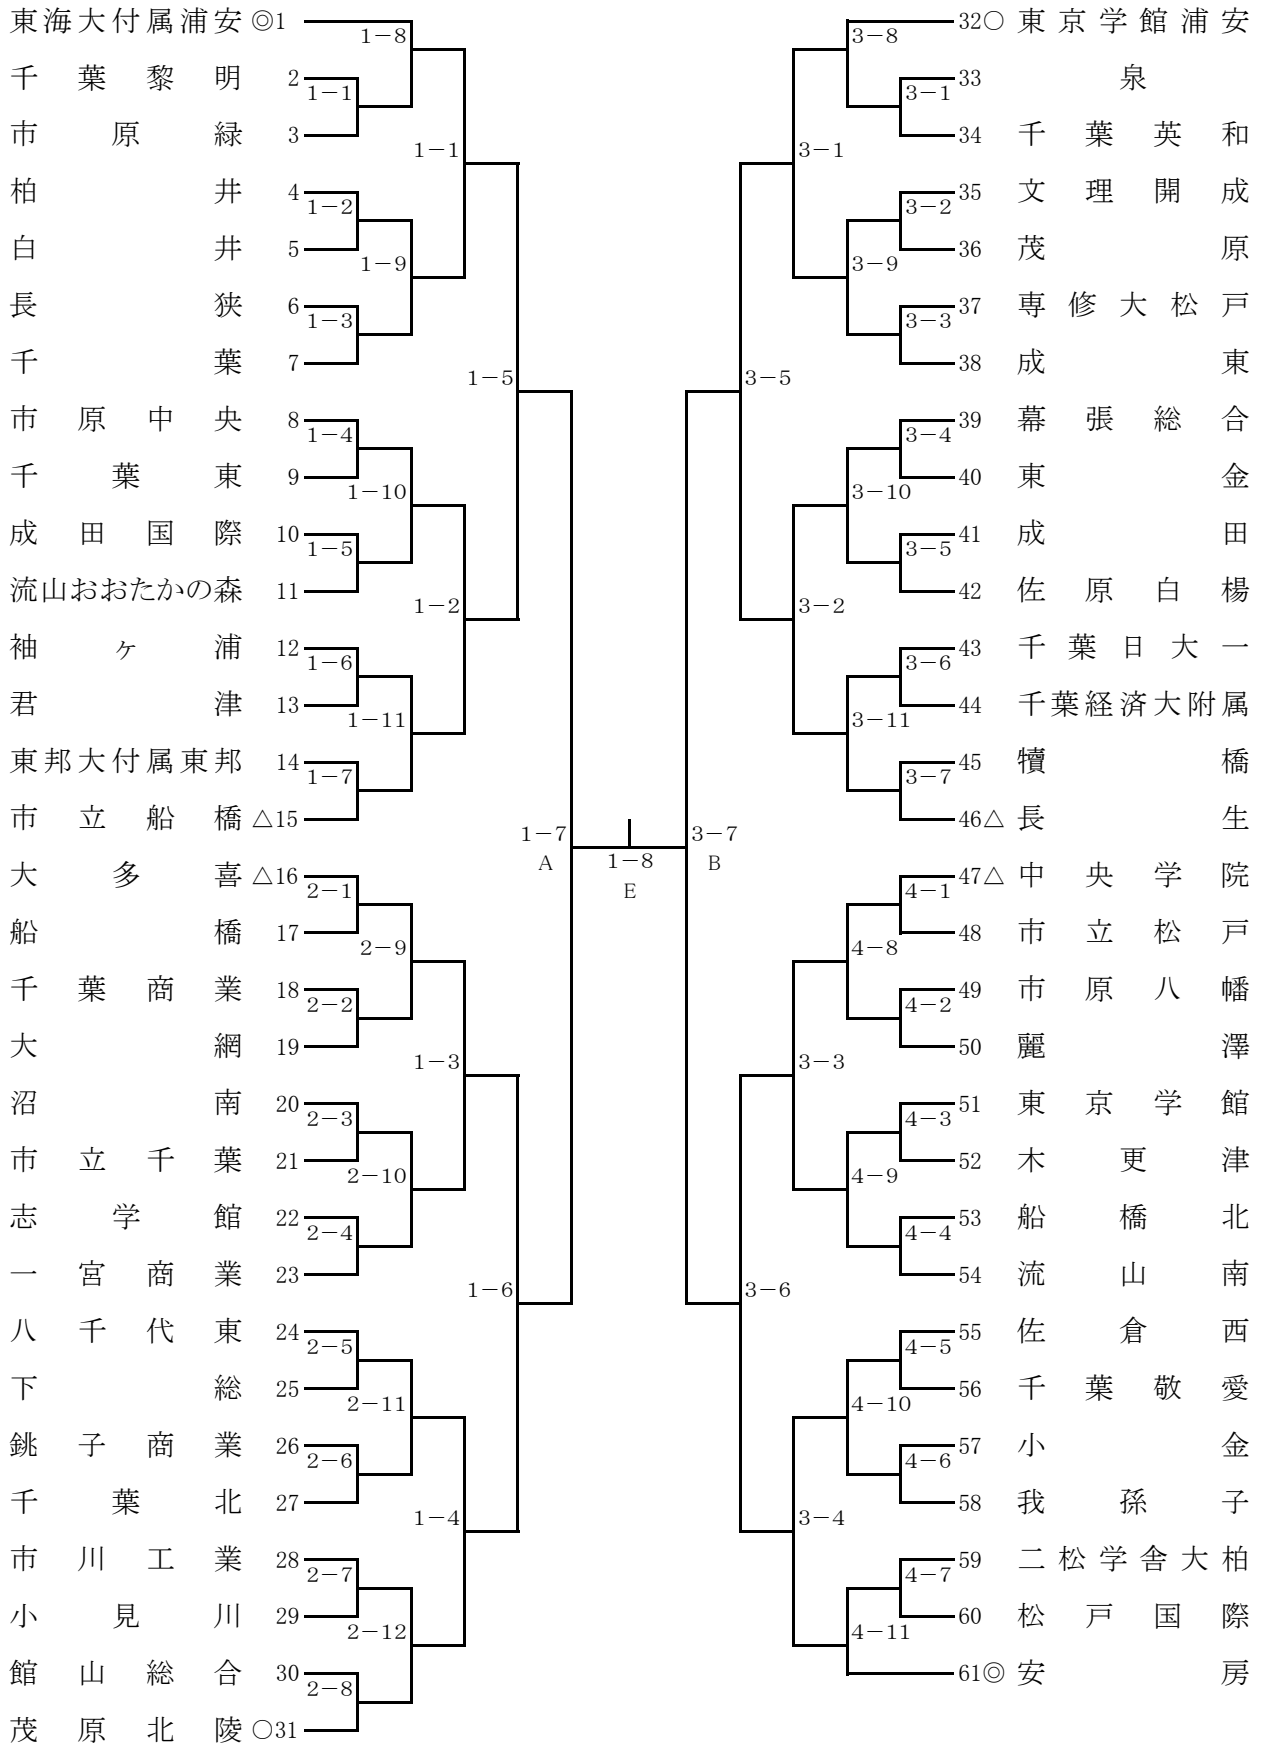 東海大付属浦安 ◎1
1−8
千葉黎明 2
1−1
市原緑 3
1−1
柏井 4
1−2
白井 5
1−9
長狭 6
1−3
千葉 7
1−5
市原中央 8
1−4
千葉東 9
1−10
成田国際 10
1−5
流山おおたかの森 11
1−2
袖ヶ浦 12
1−6
君津 13
1−11
東邦大付属東邦 14
1−7
市立船橋 △15
1−7
A
大多喜 △16
2−1
船橋 17
2−9
千葉商業 18
2−2
大網 19
1−3
沼南 20
2−3
市立千葉 21
2−10
志学館 22
2−4
一宮商業 23
1−6
八千代東 24
2−5
下総 25
2−11
銚子商業 26
2−6
千葉北 27
1−4
市川工業 28
2−7
小見川 29
2−12
館山総合 30
2−8
茂原北陵 ○31
1−8
E
32○ 東京学館浦安
3−8
33 泉
3−1
34 千葉英和
3−1
35 文理開成
3−2
36 茂原
3−9
37 専修大松戸
3−3
38 成東
3−5
39 幕張総合
3−4
40 東金
3−10
41 成田
3−5
42 佐原白楊
3−2
43 千葉日大一
3−6
44 千葉経済大附属
3−11
45 犢橋
3−7
46△ 長生
3−7
B
47△ 中央学院
4−1
48 市立松戸
4−8
49 市原八幡
4−2
50 麗澤
3−3
51 東京学館
4−3
52 木更津
4−9
53 船橋北
4−4
54 流山南
3−6
55 佐倉西
4−5
56 千葉敬愛
4−10
57 小金
4−6
58 我孫子
3−4
59 二松学舎大柏
4−7
60 松戸国際
4−11
61◎ 安房